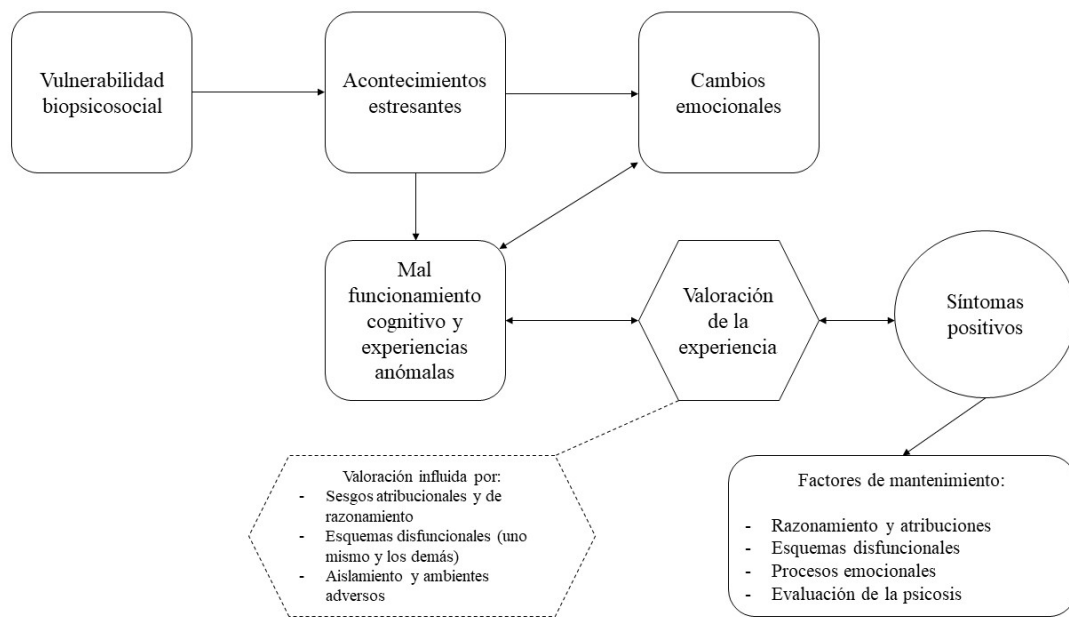 Vulnerabilidad
biopsicosocial
Acontecimientos
estresantes
Cambios
emocionales
Mal
funcionamiento
cognitivo y
experiencias
anómalas
Valoración
de la
experiencia
Síntomas
positivos
Valoración influida por:
- Sesgos atribucionales y de
razonamiento
- Esquemas disfuncionales (uno
mismo y los demás)
- Aislamiento y ambientes
adversos
Factores de mantenimiento:
- Razonamiento y atribuciones
- Esquemas disfuncionales
- Procesos emocionales
- Evaluación de la psicosis